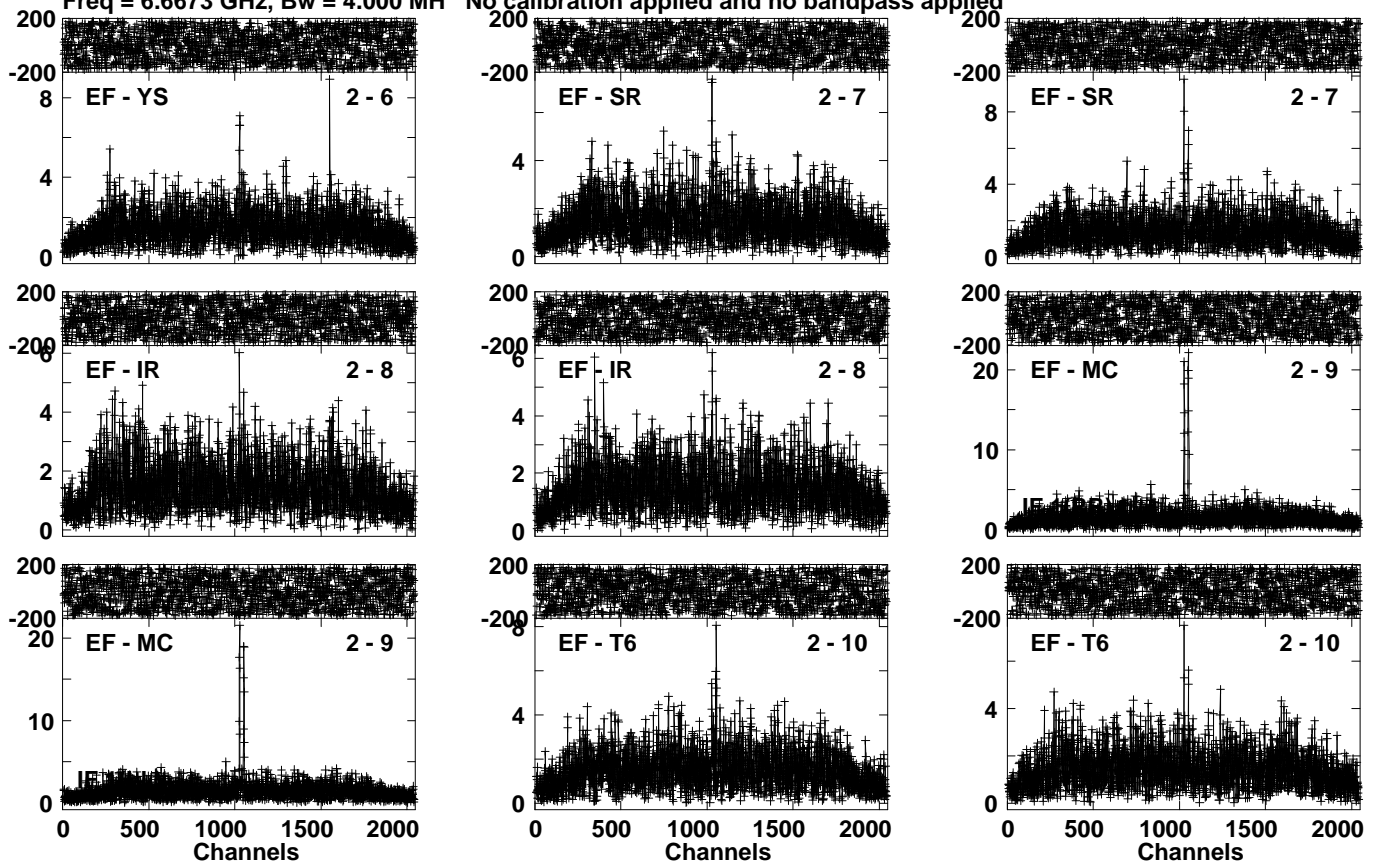 Freq = 6.6673 GHz, Bw = 4.000 MH No calibration applied and no bandpass applied
200 200 200
-200 -200 -200
EF - YS 2 - 6 EF - SR 2 - 7 EF - SR 2 - 7
8 8
4 4 4
0 0 0
200 200 200
-200 -200 -200
EF - IR 2 - 8 EF - IR 2 - 8 EF - MC 2 - 9
6 6 20
4 4 10
2 2
0 0 0
200 200 200
-200 -200 -200
EF - MC 2 - 9 EF - T6 2 - 10 EF - T6 2 - 10
20 8
10 4 4
0 0 0
0 500 1000 1500 2000 0 500 1000 1500 2000 0 500 1000 1500 2000
Channels Channels Channels